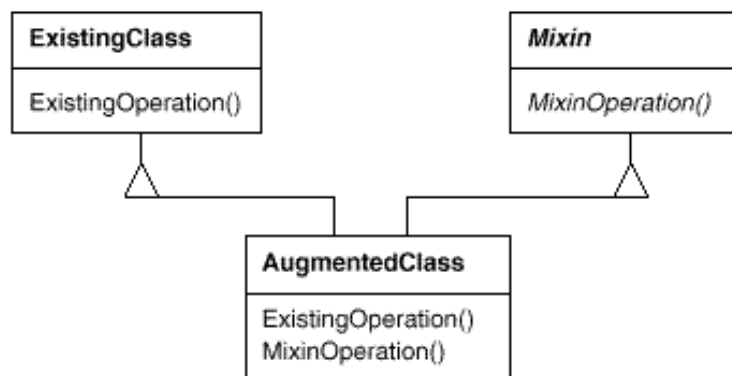 ExistingClass
ExistingOperation()
Mixin
MixinOperation()
AugmentedClass
ExistingOperation()
MixinOperation()